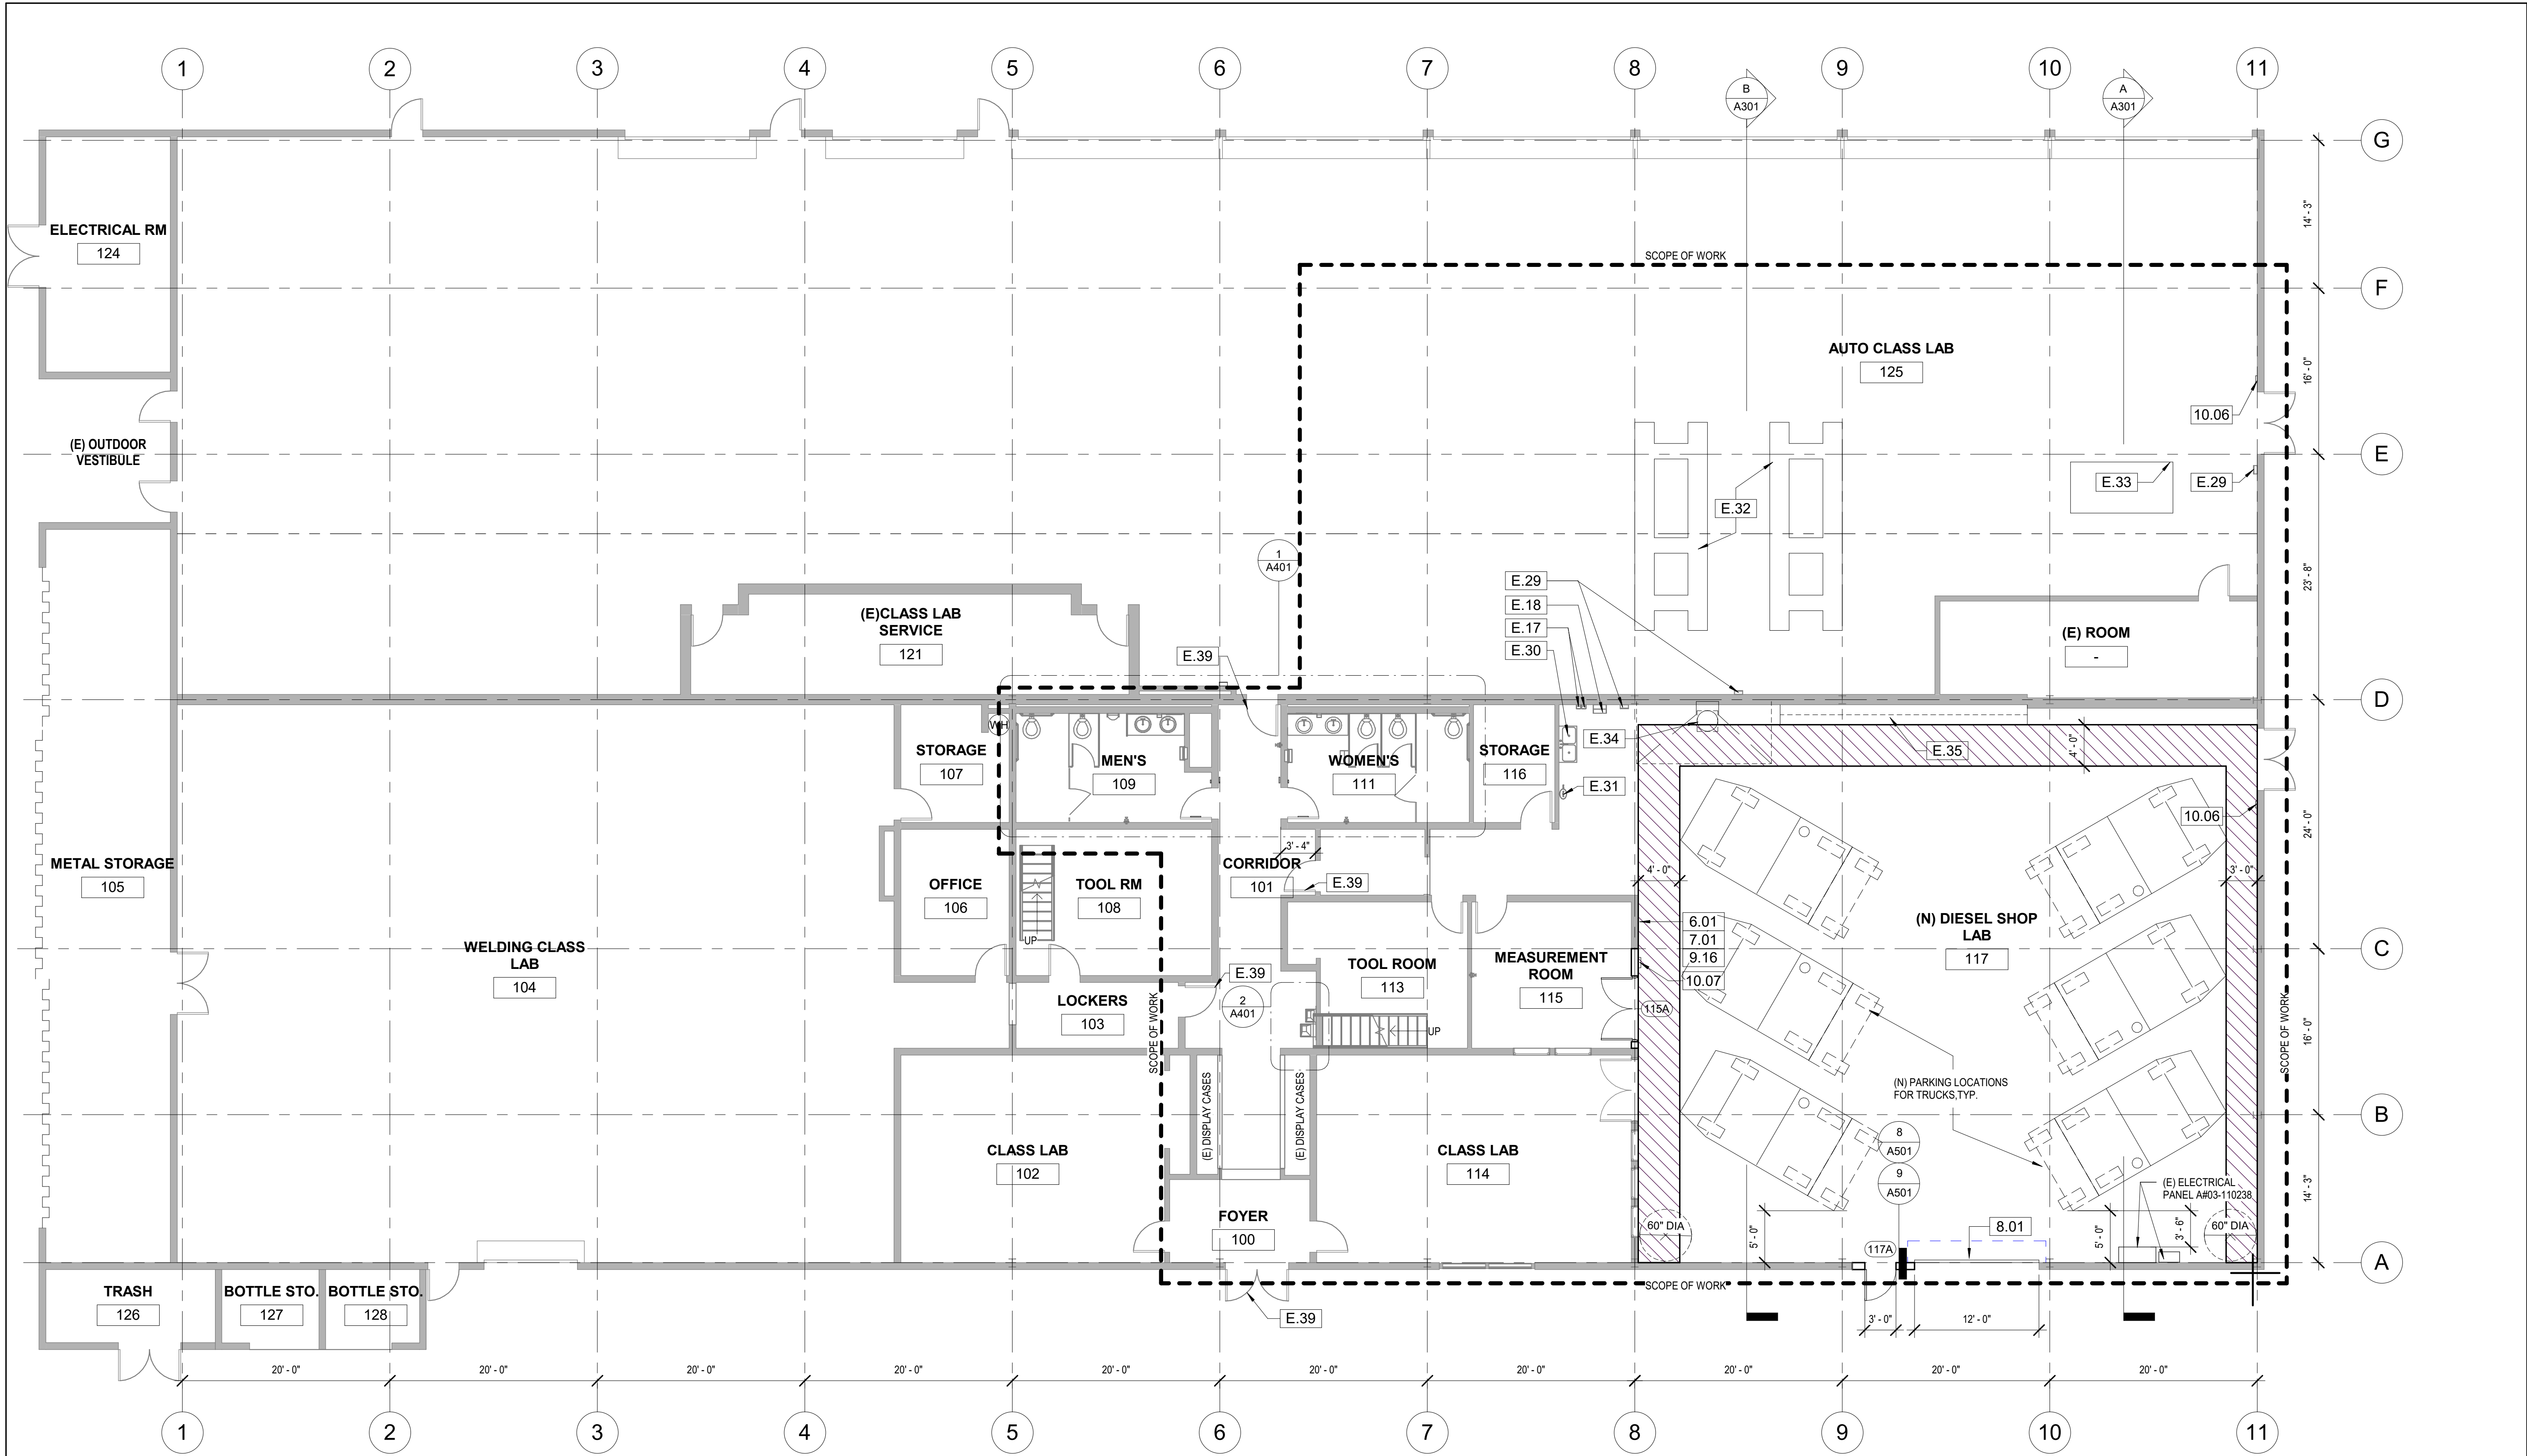 1
2
3
4
5
6
7
8
9
10
11
B
A301
A
A301
G
14' - 3"
ELECTRICAL RM
124
SCOPE OF WORK
F
AUTO CLASS LAB
125
16' - 0"
10.06
(E) OUTDOOR
VESTIBULE
E
E.33
E.29
E.32
1
A401
E.29
E.18
E.17
E.30
23' - 8"
(E)CLASS LAB
SERVICE
121
E.39
(E) ROOM
-
D
WH
STORAGE
107
MEN'S
109
WOMEN'S
111
STORAGE
116
E.34
E.35
4' - 0"
E.31
10.06
24' - 0"
METAL STORAGE
105
OFFICE
106
UP
TOOL RM
108
3' - 4"
CORRIDOR
101
E.39
4' - 0"
3' - 0"
6.01
7.01
9.16
10.07
(N) DIESEL SHOP
LAB
117
C
WELDING CLASS
LAB
104
E.39
2
A401
TOOL ROOM
113
UP
MEASUREMENT
ROOM
115
115A
LOCKERS
103
SCOPE OF WORK
16' - 0"
SCOPE OF WORK
(E) DISPLAY CASES
(E) DISPLAY CASES
(N) PARKING LOCATIONS
FOR TRUCKS,TYP.
B
CLASS LAB
102
CLASS LAB
114
8
A501
9
A501
(E) ELECTRICAL
PANEL A#03-110238
14' - 3"
FOYER
100
60" DIA
5' - 0"
117A
8.01
5' - 0"
3' - 6"
60" DIA
A
TRASH
126
BOTTLE STO.
127
BOTTLE STO.
128
SCOPE OF WORK
E.39
3' - 0"
12' - 0"
20' - 0"
20' - 0"
20' - 0"
20' - 0"
20' - 0"
20' - 0"
20' - 0"
20' - 0"
20' - 0"
20' - 0"
1
2
3
4
5
6
7
8
9
10
11